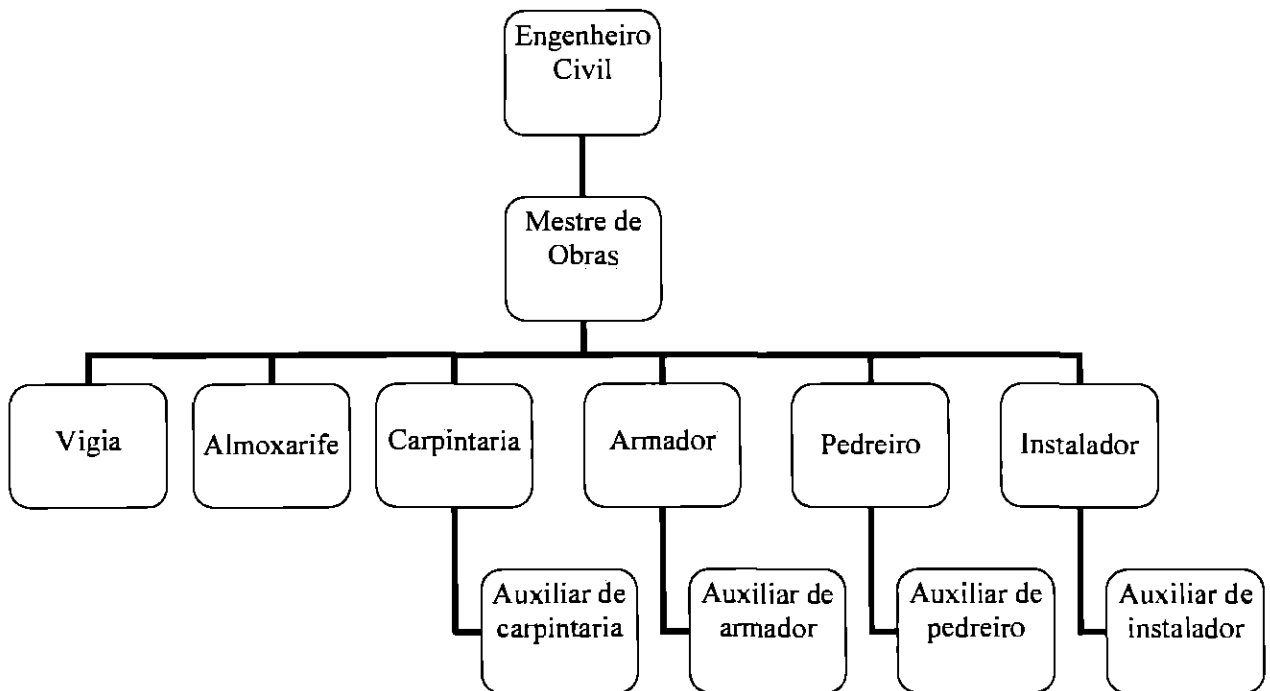 Engenheiro
Civil
Mestre de
Obras
Vigia
Almoxarife
Carpintaria
Armador
Pedreiro
Instalador
Auxiliar de
carpintaria
Auxiliar de
armador
Auxiliar de
pedreiro
Auxiliar de
instalador